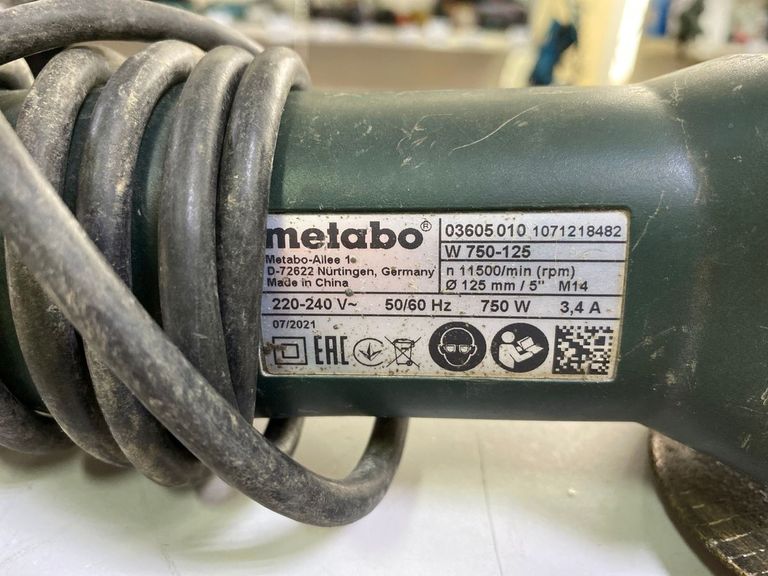 metabo®
Metabo-Allee 1
D-72622 Nürtingen, Germany
Made in China
03605010 1071218482
W 750-125
n 11500/min (rpm)
Ø 125 mm / 5" M14
220-240 V~ 50/60 Hz 750 W 3,4 A
07/2021
EAC